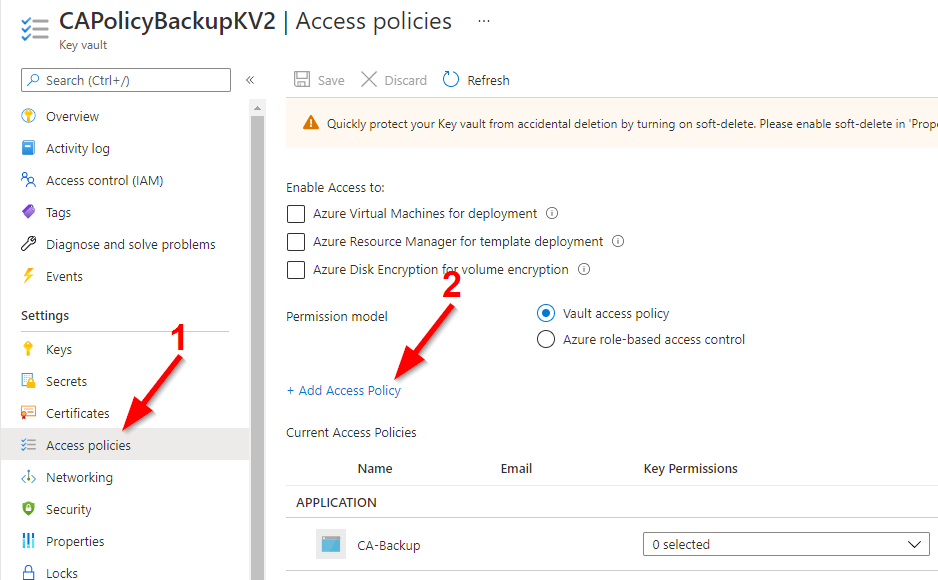 CAPolicyBackupKV2 | Access policies ...
Key vault
Search (Ctrl+/) «
Save Discard Refresh
Overview
Activity log
Access control (IAM)
Tags
Diagnose and solve problems
Events
Settings
Keys
Secrets
Certificates
Access policies
Networking
Security
Properties
Locks
1
Quickly protect your Key vault from accidental deletion by turning on soft-delete. Please enable soft-delete in 'Prope
Enable Access to:
Azure Virtual Machines for deployment
Azure Resource Manager for template deployment
Azure Disk Encryption for volume encryption
2
Permission model
Vault access policy
Azure role-based access control
+ Add Access Policy
Current Access Policies
Name Email Key Permissions
APPLICATION
CA-Backup 0 selected